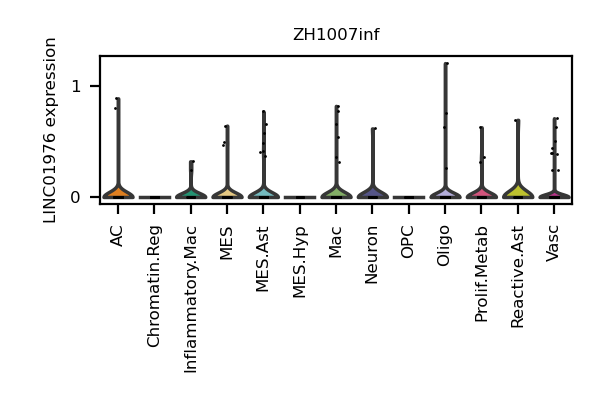 ZH1007inf
LINC01976 expression
1
0
AC
Chromatin.Reg
Inflammatory.Mac
MES
MES.Ast
MES.Hyp
Mac
Neuron
OPC
Oligo
Prolif.Metab
Reactive.Ast
Vasc